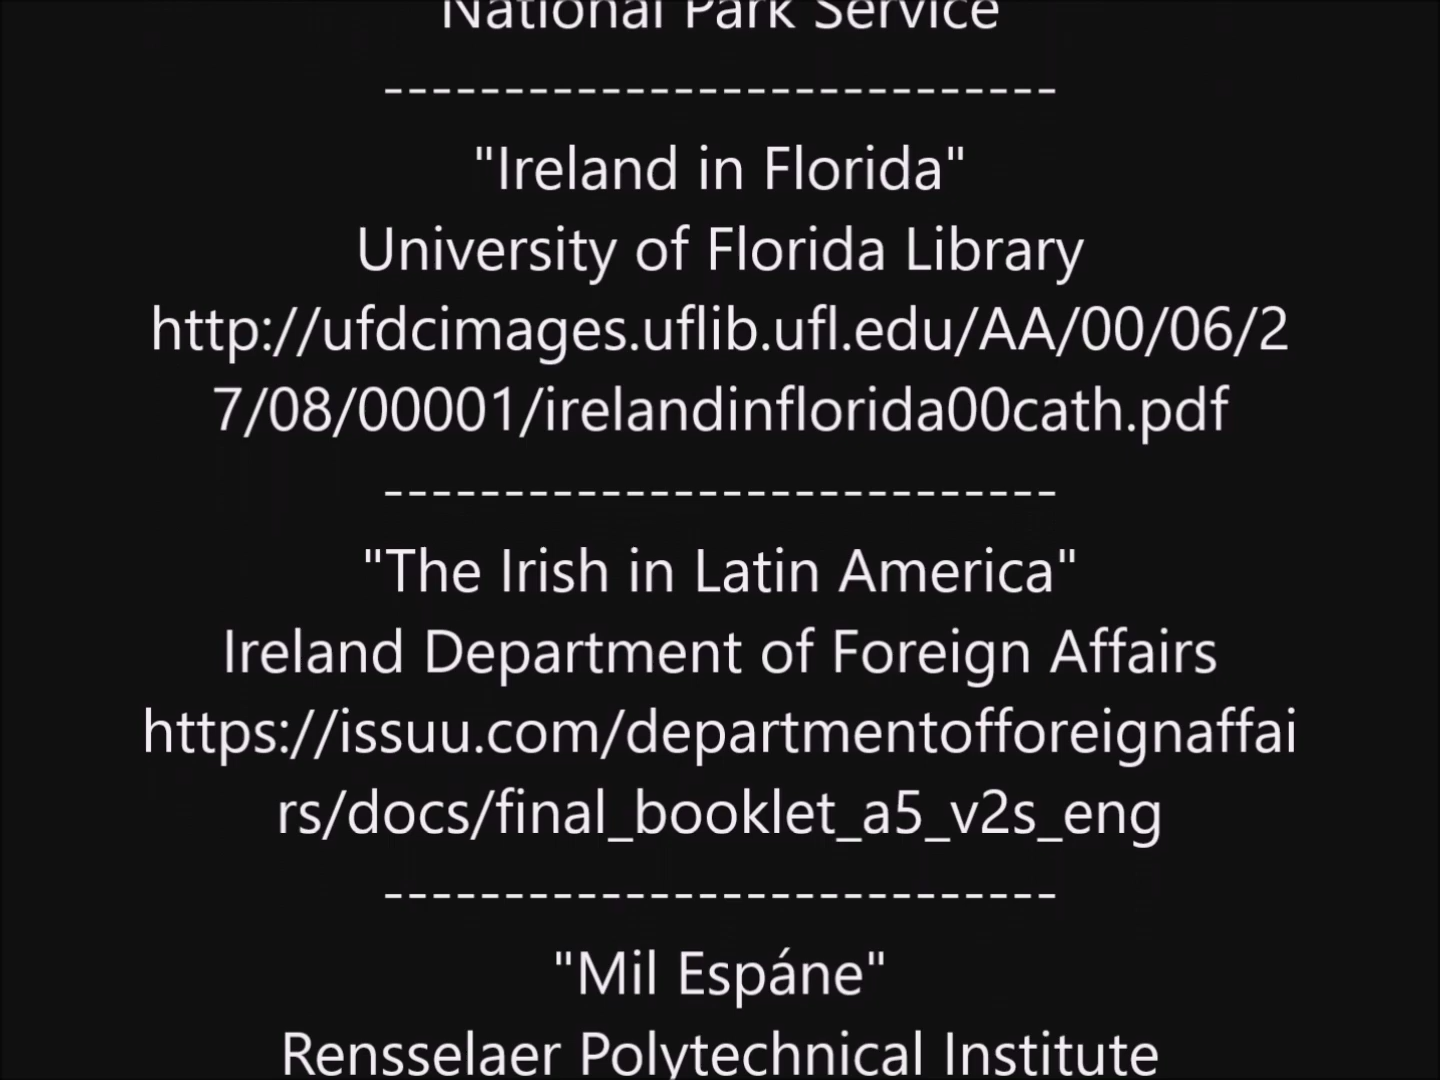 National Park Service
----------------------------
"Ireland in Florida"
University of Florida Library
http://ufdcimages.uflib.ufl.edu/AA/00/06/2
7/08/00001/irelandinflorida00cath.pdf
----------------------------
"The Irish in Latin America"
Ireland Department of Foreign Affairs
https://issuu.com/departmentofforeignaffai
rs/docs/final_booklet_a5_v2s_eng
----------------------------
"Mil Espáne"
Rensselaer Polytechnical Institute